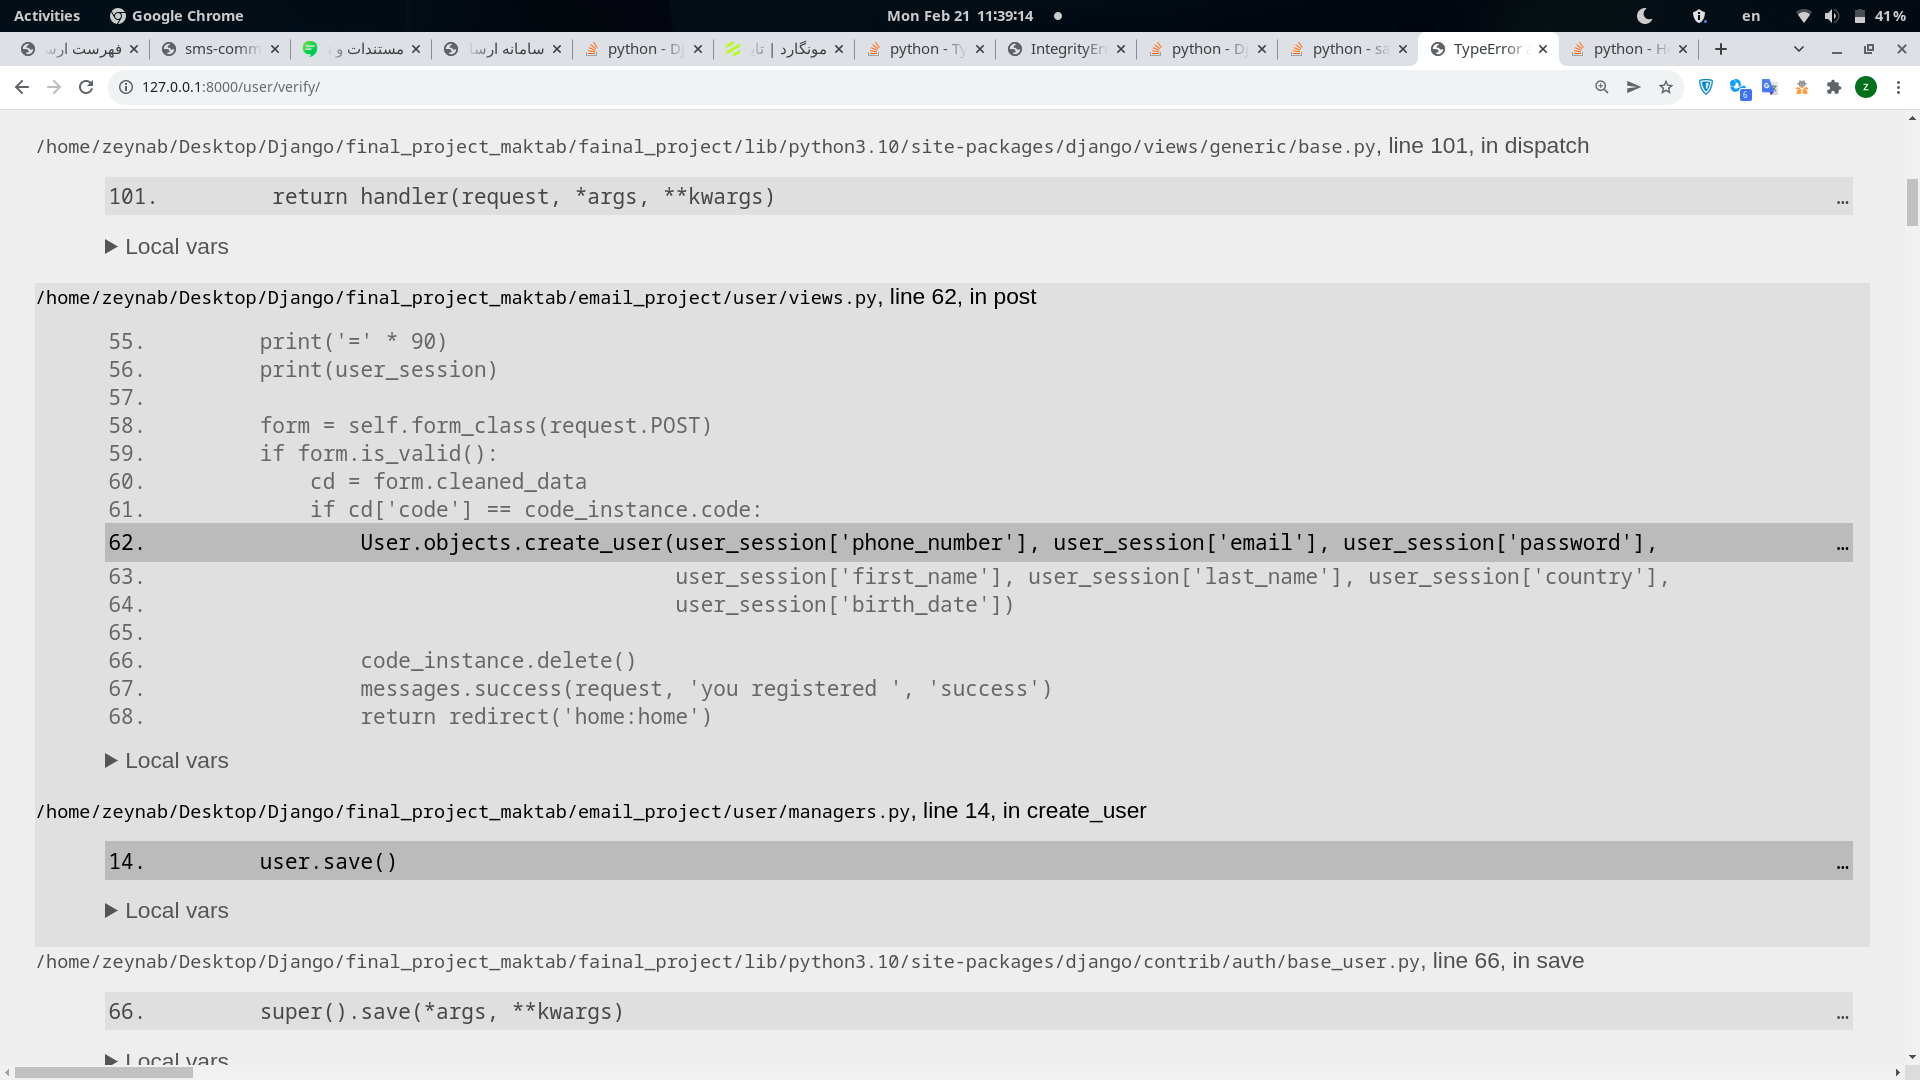 Activities
Google Chrome
Mon Feb 21 11:39:14
en
41%
فهرست ارس
sms-comm
مستندات و
سامانه ارسا
python - Dj
مونگارد | تا
python - Ty
IntegrityEr
python - Dj
python - sa
TypeError
python - H
127.0.0.1:8000/user/verify/
6
z
/home/zeynab/Desktop/Django/final_project_maktab/fainal_project/lib/python3.10/site-packages/django/views/generic/base.py, line 101, in dispatch
101. return handler(request, *args, **kwargs) …
▶ Local vars
/home/zeynab/Desktop/Django/final_project_maktab/email_project/user/views.py, line 62, in post
55. print('=' * 90)
56. print(user_session)
57.
58. form = self.form_class(request.POST)
59. if form.is_valid():
60. cd = form.cleaned_data
61. if cd['code'] == code_instance.code:
62. User.objects.create_user(user_session['phone_number'], user_session['email'], user_session['password'], …
63. user_session['first_name'], user_session['last_name'], user_session['country'],
64. user_session['birth_date'])
65.
66. code_instance.delete()
67. messages.success(request, 'you registered ', 'success')
68. return redirect('home:home')
▶ Local vars
/home/zeynab/Desktop/Django/final_project_maktab/email_project/user/managers.py, line 14, in create_user
14. user.save() …
▶ Local vars
/home/zeynab/Desktop/Django/final_project_maktab/fainal_project/lib/python3.10/site-packages/django/contrib/auth/base_user.py, line 66, in save
66. super().save(*args, **kwargs) …
▶ Local vars